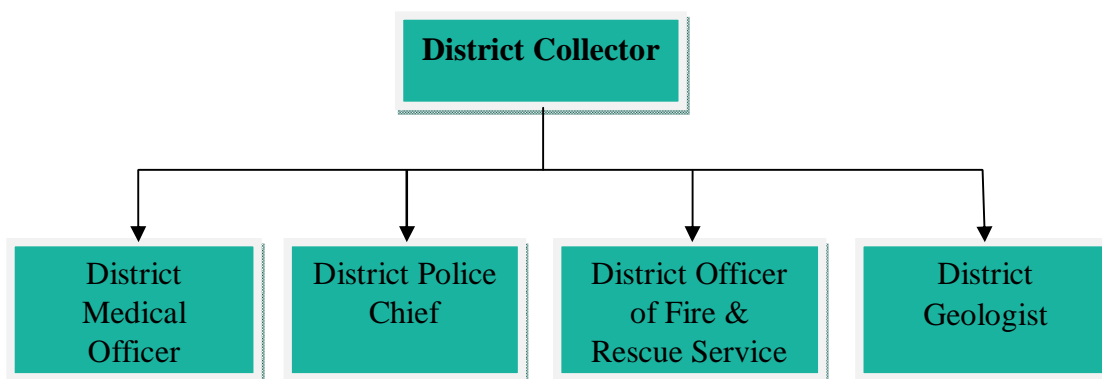 District Collector
District
Medical
Officer
District Police
Chief
District Officer
of Fire &
Rescue Service
District
Geologist